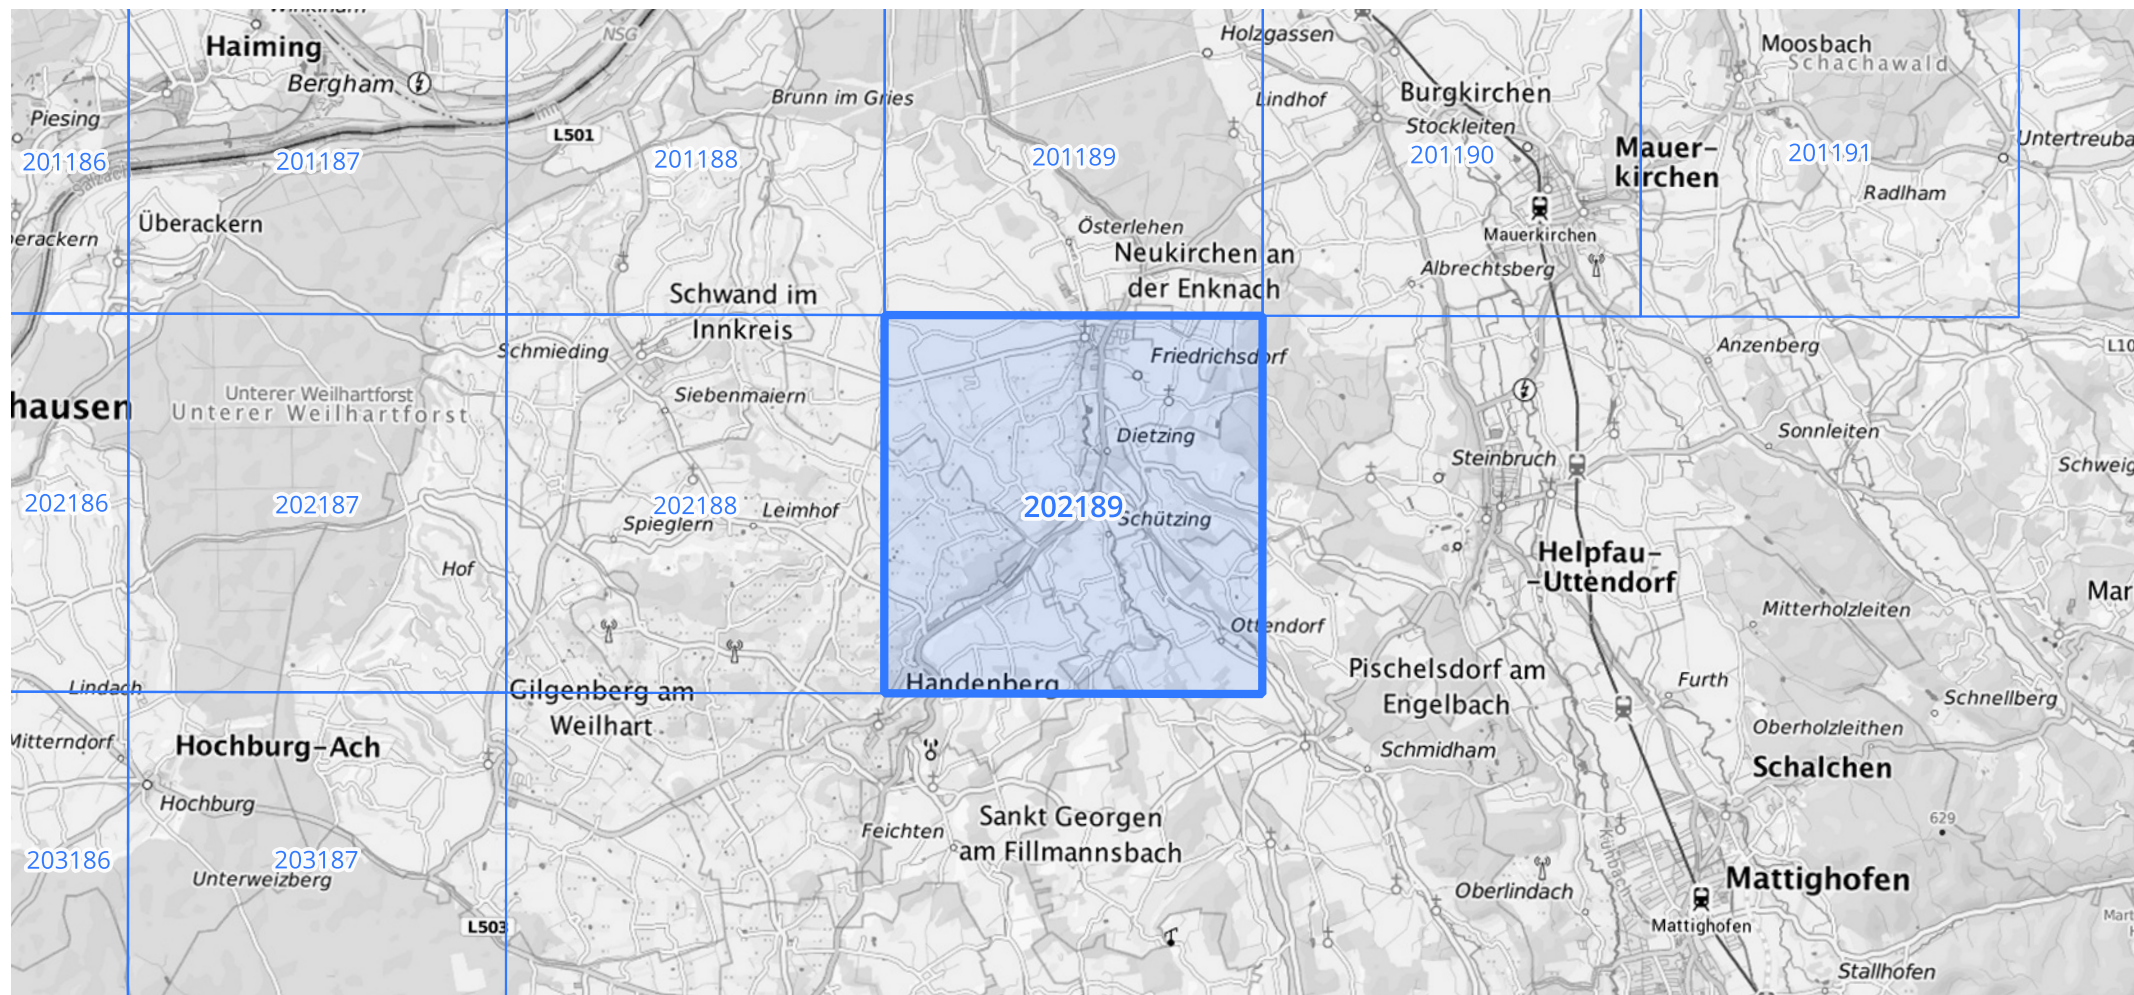 Haiming
Bergham
NSG
Holzgassen
Moosbach
Schachawald
Burgkirchen
Piesing
L501
Brunn im Gries
Lindhof
Stockleiten
Untertreuba
201186
201187
201188
201189
201190
201191
Mauer-
kirchen
Salzach
Radlham
Überackern
erackern
Österlehen
Mauerkirchen
Neukirchen an
der Enknach
Albrechtsberg
Schwand im
Innkreis
Schmieding
Friedrichsdorf
Anzenberg
L10
Unterer Weilhartforst
Unterer Weilhartforst
hausen
Siebenmaiern
Dietzing
Sonnleiten
Steinbruch
Schweig
202186
202187
202188
202189
Spieglern
Leimhof
Schützing
Hof
Helpfau-
-Uttendorf
Mar
Mitterholzleiten
Ottendorf
Lindach
Gilgenberg am
Weilhart
Handenberg
Pischelsdorf am
Engelbach
Furth
Schnellberg
Mitterndorf
Hochburg-Ach
Schmidham
Oberholzleithen
Schalchen
Hochburg
Feichten
Sankt Georgen
am Fillmannsbach
629
203186
203187
Unterweizberg
Kühbach
Oberlindach
Mattighofen
L503
Mattighofen
Mart
Stallhofen